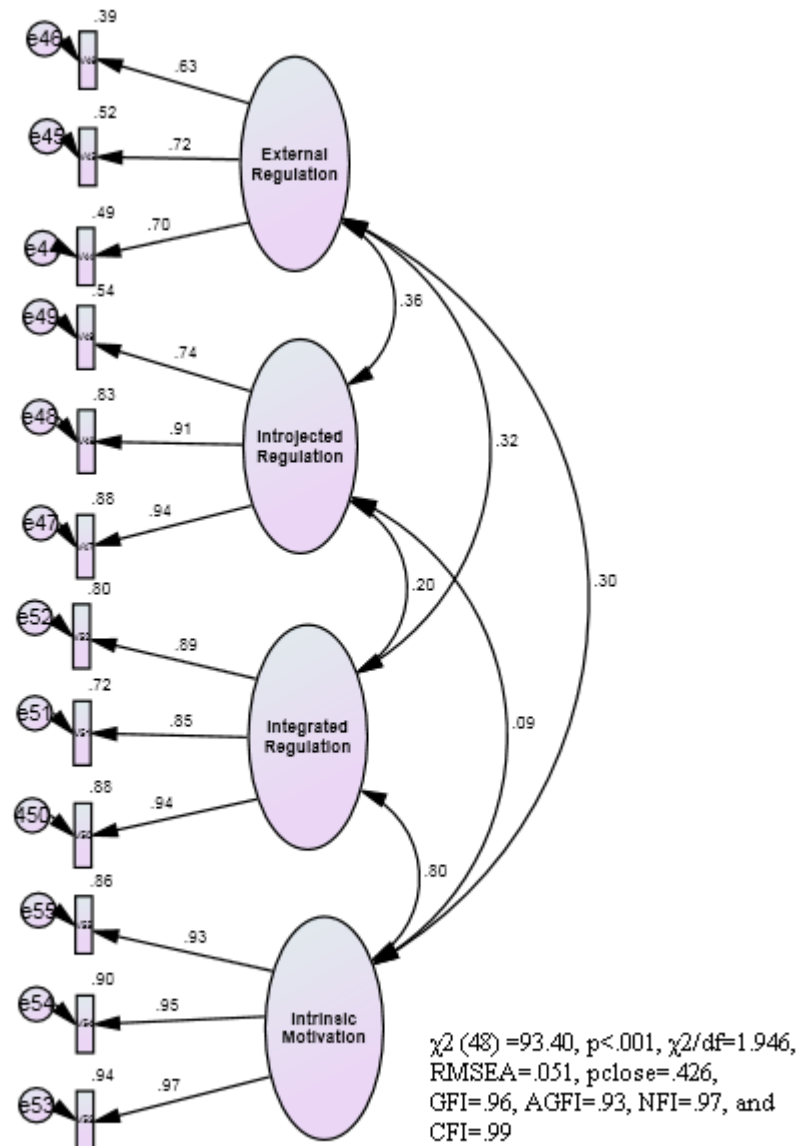 .39
e46
.63
.52
e45
.72
External
Regulation
.49
.70
e44
.36
.54
e49
.74
.83
e48
.91
Introjected
Regulation
.32
.88
e47
.94
.20
.30
.80
e52
.89
.72
e51
.85
Integrated
Regulation
.09
.88
450
.94
.80
.86
e55
.93
.90
e54
.95
Intrinsic
Motivation
.94
.97
e53
χ2 (48) =93.40, p<.001, χ2/df=1.946,
RMSEA=.051, pclose=.426,
GFI=.96, AGFI=.93, NFI=.97, and
CFI=.99